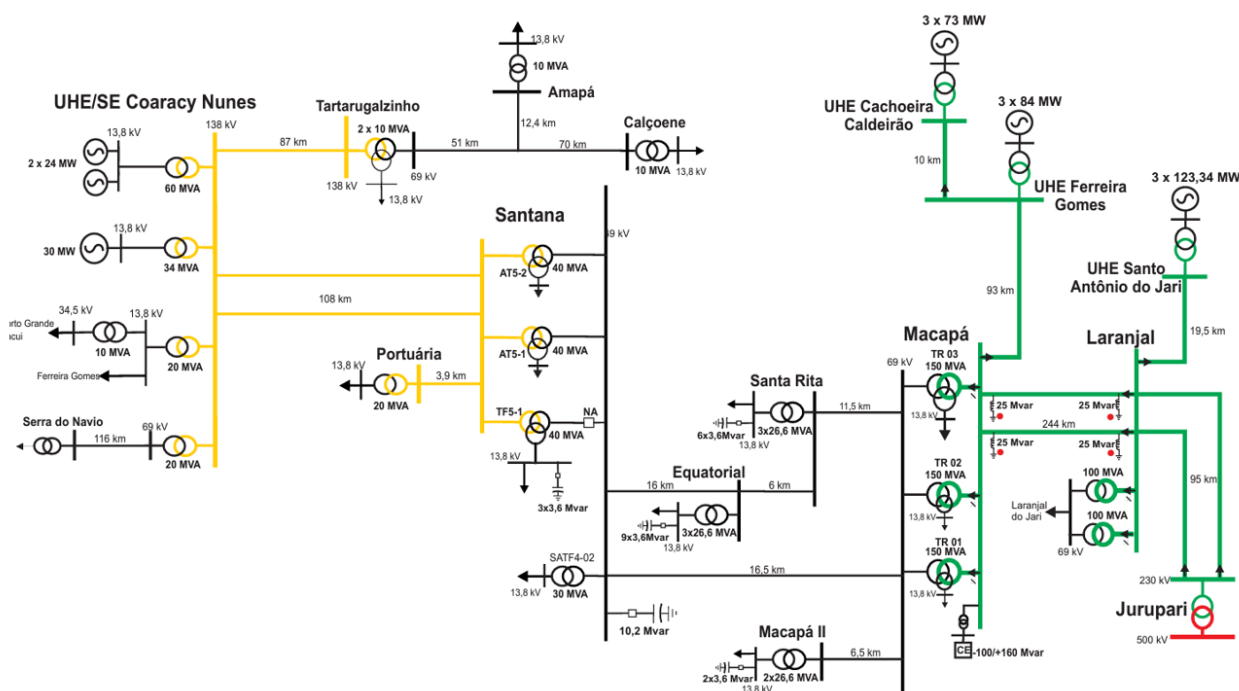 3 x 73 MW
13,8 kV
10 MVA
Amapá
UHE/SE Coaracy Nunes
Tartarugalzinho
UHE Cachoeira
Caldeirão
3 x 84 MW
13,8 kV
138 kV
2 x 10 MVA
12,4 km
Calçoene
87 km
51 km
70 km
2 x 24 MW
60 MVA
138 kV
69 kV
13,8 kV
10 MVA
13,8 kV
10 km
UHE Ferreira
Gomes
3 x 123,34 MW
Santana
13,8 kV
30 MW
34 MVA
AT5-2
40 MVA
UHE Santo
Antônio do Jari
93 km
108 km
34,5 kV
13,8 kV
10 MVA
20 MVA
Ferreira Gomes
AT5-1
40 MVA
Portuária
13,8 kV
3,9 km
20 MVA
Macapá
69 kV
TR 03
150 MVA
13,8 kV
Laranjal
19,5 km
Santa Rita
11,5 km
25 Mvar
25 Mvar
244 km
25 Mvar
25 Mvar
Serra do Navio
116 km
69 kV
20 MVA
TF5-1
NA
40 MVA
13,8 kV
3x3,6 Mvar
6x3,6Mvar
13,8 kV
3x26,6 MVA
Equatorial
16 km
6 km
9x3,6Mvar
13,8 kV
3x26,6 MVA
TR 02
150 MVA
13,8 kV
100 MVA
100 MVA
Laranjal
do Jari
69 kV
95 km
TR 01
150 MVA
13,8 kV
SATF4-02
13,8 kV
30 MVA
16,5 km
230 kV
Jurupari
500 kV
10,2 Mvar
Macapá II
6,5 km
2x3,6 Mvar
13,8 kV
2x26,6 MVA
CE
-100/+160 Mvar